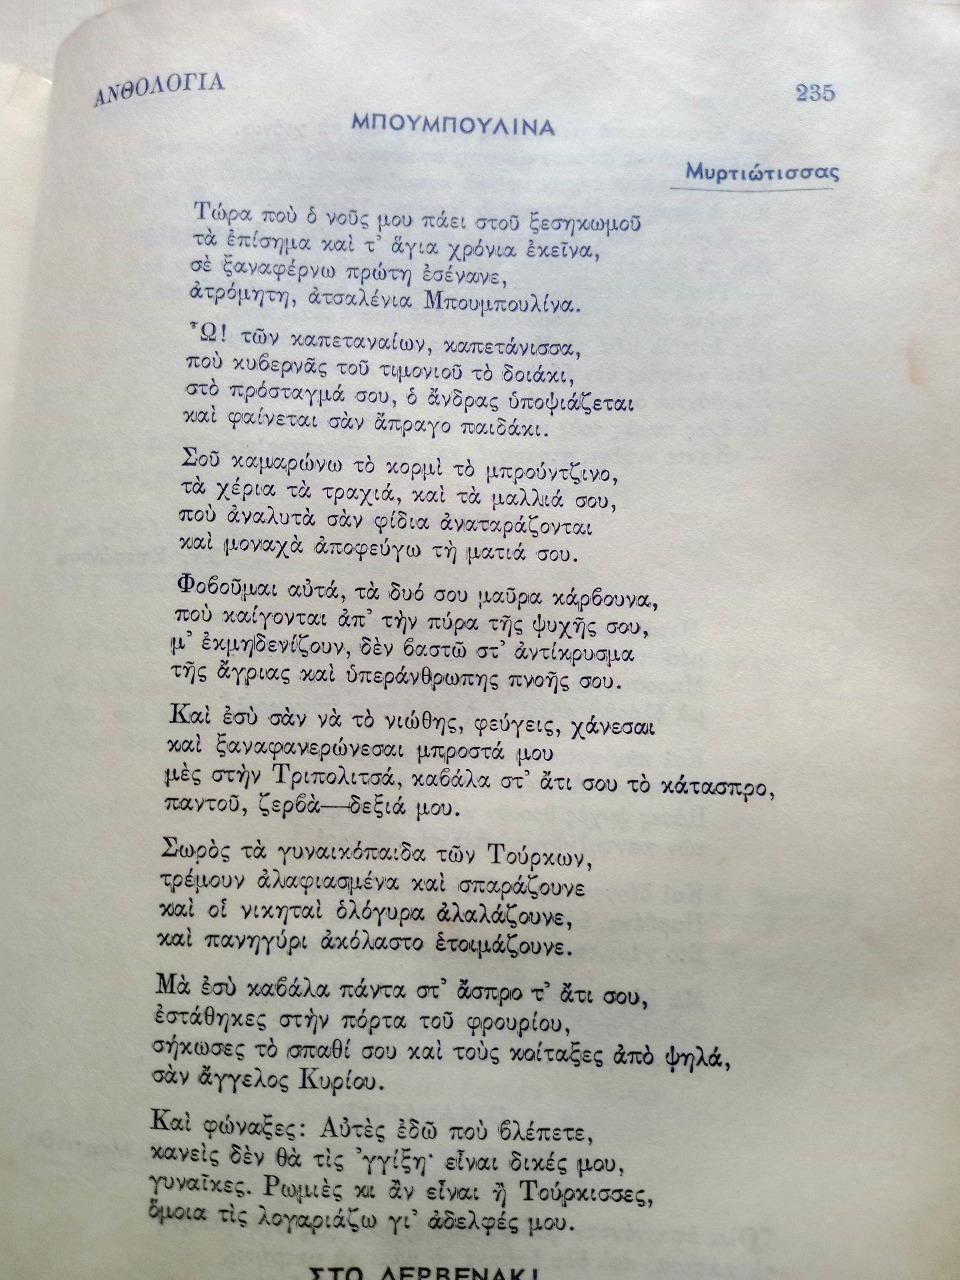 ΑΝΘΟΛΟΓΙΑ
235
ΜΠΟΥΜΠΟΥΛΙΝΑ
Μυρτιώτισσας
Τώρα ποὺ ὁ νοῦς μου πάει στοῦ ξεσηκωμοῦ
τὰ ἐπίσημα καὶ τ᾿ ἅγια χρόνια ἐκεῖνα,
σὲ ξαναφέρνω πρώτη ἐσένανε,
ἀτρόμητη, ἀτσαλένια Μπουμπουλίνα.
Ὦ! τῶν καπεταναίων, καπετάνισσα,
ποὺ κυβερνᾶς τοῦ τιμονιοῦ τὸ δοιάκι,
στὸ πρόσταγμά σου, ὁ ἄνδρας ὑποψιάζεται
καὶ φαίνεται σὰν ἄπραγο παιδάκι.
Σοῦ καμαρώνω τὸ κορμὶ τὸ μπρούντζινο,
τὰ χέρια τὰ τραχιά, καὶ τὰ μαλλιά σου,
ποὺ ἀναλυτὰ σὰν φίδια ἀναταράζονται
καὶ μοναχὰ ἀποφεύγω τὴ ματιά σου.
Φοβοῦμαι αὐτά, τὰ δυό σου μαῦρα κάρβουνα,
ποὺ καίγονται ἀπ᾿ τὴν πύρα τῆς ψυχῆς σου,
μ᾿ ἐκμηδενίζουν, δὲν βαστῶ στ᾿ ἀντίκρυσμα
τῆς ἄγριας καὶ ὑπεράνθρωπης πνοῆς σου.
Καὶ ἐσὺ σὰν νὰ τὸ νιώθης, φεύγεις, χάνεσαι
καὶ ξαναφανερώνεσαι μπροστά μου
μὲς στὴν Τριπολιτσά, καβάλα στ᾿ ἄτι σου τὸ κάτασπρο,
παντοῦ, ζερβὰ—δεξιά μου.
Σωρὸς τὰ γυναικόπαιδα τῶν Τούρκων,
τρέμουν ἀλαφιασμένα καὶ σπαράζουνε
καὶ οἱ νικηταὶ ὁλόγυρα ἀλαλάζουνε,
καὶ πανηγύρι ἀκόλαστο ἑτοιμάζουνε.
Μὰ ἐσὺ καβάλα πάντα στ᾿ ἄσπρο τ᾿ ἄτι σου,
ἐστάθηκες στὴν πόρτα τοῦ φρουρίου,
σήκωσες τὸ σπαθί σου καὶ τοὺς κοίταξες ἀπὸ ψηλά,
σὰν ἄγγελος Κυρίου.
Καὶ φώναξες: Αὐτὲς ἐδῶ ποὺ βλέπετε,
κανεὶς δὲν θὰ τὶς ᾿γγίξη· εἶναι δικές μου,
γυναῖκες. Ρωμιὲς κι ἂν εἶναι ἢ Τούρκισσες,
ὅμοια τὶς λογαριάζω γι᾿ ἀδελφές μου.
ΣΤΟ ΔΕΡΒΕΝΑΚΙ